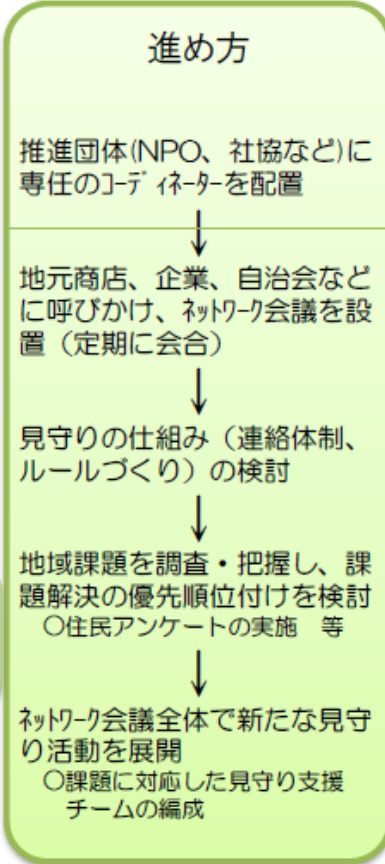 進め方
推進団体(NPO、社協など)に
専任のｺｰﾃﾞｨﾈｰﾀｰを配置
↓
地元商店、企業、自治会など
に呼びかけ、ﾈｯﾄﾜｰｸ会議を設
置（定期に会合）
↓
見守りの仕組み（連絡体制、
ルールづくり）の検討
↓
地域課題を調査・把握し、課
題解決の優先順位付けを検討
○住民アンケートの実施　等
↓
ﾈｯﾄﾜｰｸ会議全体で新たな見守
り活動を展開
○課題に対応した見守り支援
チームの編成